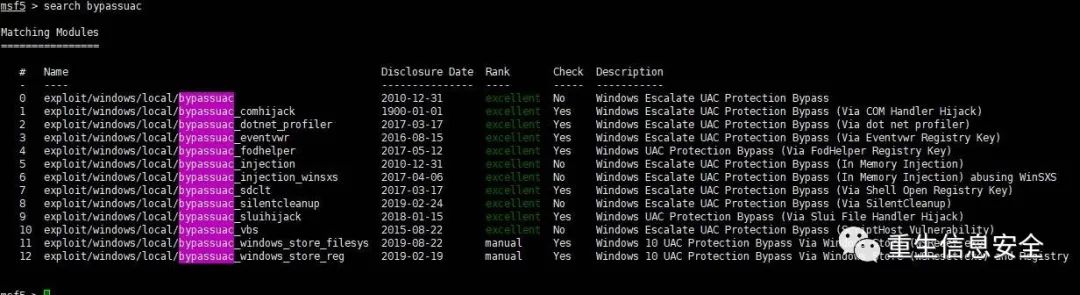 msf5 > search bypassuac
Matching Modules
================
# Name Disclosure Date Rank Check Description
- ---- --------------- ---- ----- -----------
0 exploit/windows/local/bypassuac 2010-12-31 excellent No Windows Escalate UAC Protection Bypass
1 exploit/windows/local/bypassuac_comhijack 1900-01-01 excellent Yes Windows Escalate UAC Protection Bypass (Via COM Handler Hijack)
2 exploit/windows/local/bypassuac_dotnet_profiler 2017-03-17 excellent Yes Windows Escalate UAC Protection Bypass (Via dot net profiler)
3 exploit/windows/local/bypassuac_eventvwr 2016-08-15 excellent Yes Windows Escalate UAC Protection Bypass (Via Eventvwr Registry Key)
4 exploit/windows/local/bypassuac_fodhelper 2017-05-12 excellent Yes Windows UAC Protection Bypass (Via FodHelper Registry Key)
5 exploit/windows/local/bypassuac_injection 2010-12-31 excellent No Windows Escalate UAC Protection Bypass (In Memory Injection)
6 exploit/windows/local/bypassuac_injection_winsxs 2017-04-06 excellent No Windows Escalate UAC Protection Bypass (In Memory Injection) abusing WinSXS
7 exploit/windows/local/bypassuac_sdclt 2017-03-17 excellent Yes Windows Escalate UAC Protection Bypass (Via Shell Open Registry Key)
8 exploit/windows/local/bypassuac_silentcleanup 2019-02-24 excellent No Windows Escalate UAC Protection Bypass (Via SilentCleanup)
9 exploit/windows/local/bypassuac_sluihijack 2018-01-15 excellent Yes Windows UAC Protection Bypass (Via Slui File Handler Hijack)
10 exploit/windows/local/bypassuac_vbs 2015-08-22 excellent No Windows Escalate UAC Protection Bypass (ScriptHost Vulnerability)
11 exploit/windows/local/bypassuac_windows_store_filesys 2019-08-22 manual Yes Windows 10 UAC Protection Bypass Via Windows
12 exploit/windows/local/bypassuac_windows_store_reg 2019-02-19 manual Yes Windows 10 UAC Protection Bypass Via Windows Store (WSReset.exe) and Registry
重生信息安全
msf5 >